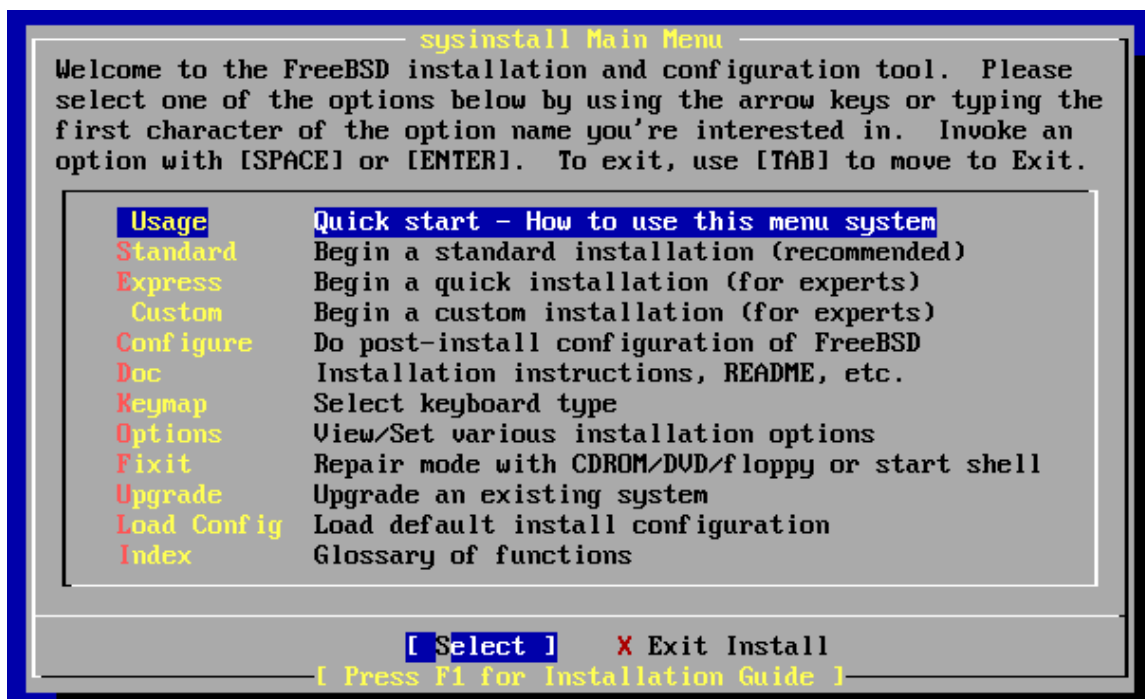 sysinstall Main Menu
Welcome to the FreeBSD installation and configuration tool.  Please
select one of the options below by using the arrow keys or typing the
first character of the option name you're interested in.  Invoke an
option with [SPACE] or [ENTER].  To exit, use [TAB] to move to Exit.
Usage Quick start - How to use this menu system
Standard Begin a standard installation (recommended)
Express Begin a quick installation (for experts)
Custom Begin a custom installation (for experts)
Configure Do post-install configuration of FreeBSD
Doc Installation instructions, README, etc.
Keymap Select keyboard type
Options View/Set various installation options
Fixit Repair mode with CDROM/DVD/floppy or start shell
Upgrade Upgrade an existing system
Load Config Load default install configuration
Index Glossary of functions
[ Select ] X Exit Install
[ Press F1 for Installation Guide ]